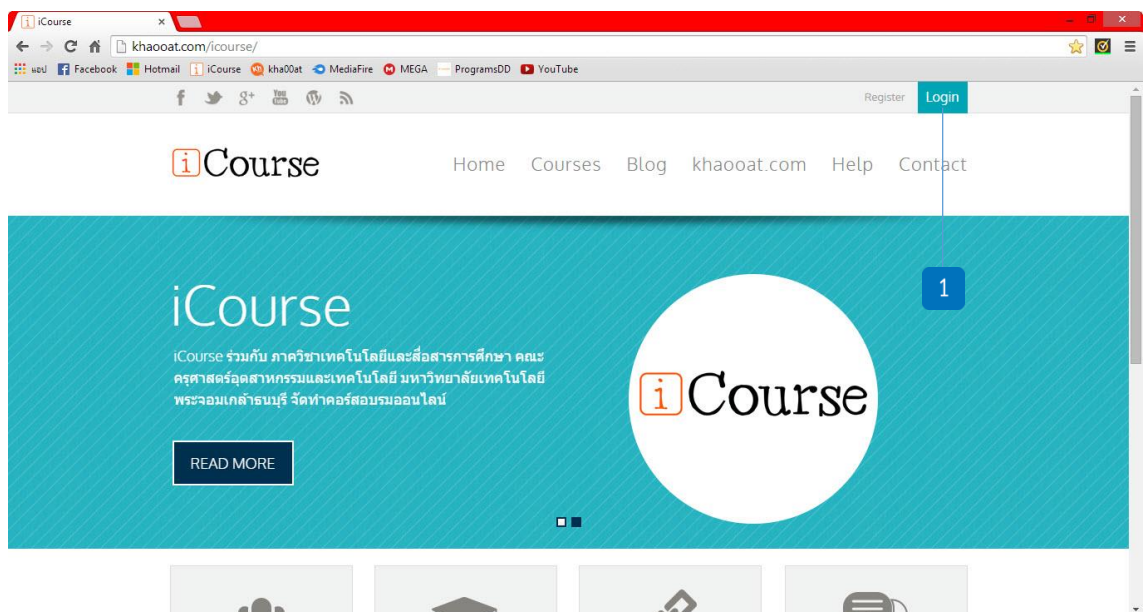 iCourse
khaooat.com/icourse/
แอป Facebook Hotmail iCourse kha00at MediaFire MEGA ProgramsDD YouTube
f g+ You Tube Register Login
iCourse Home Courses Blog khaooat.com Help Contact
1
iCourse
iCourse ร่วมกับ ภาควิชาเทคโนโลยีและสื่อสารการศึกษา คณะ
ครุศาสตร์อุตสาหกรรมและเทคโนโลยี มหาวิทยาลัยเทคโนโลยี
พระจอมเกล้าธนบุรี จัดทำคอร์สอบรมออนไลน์
iCourse
READ MORE